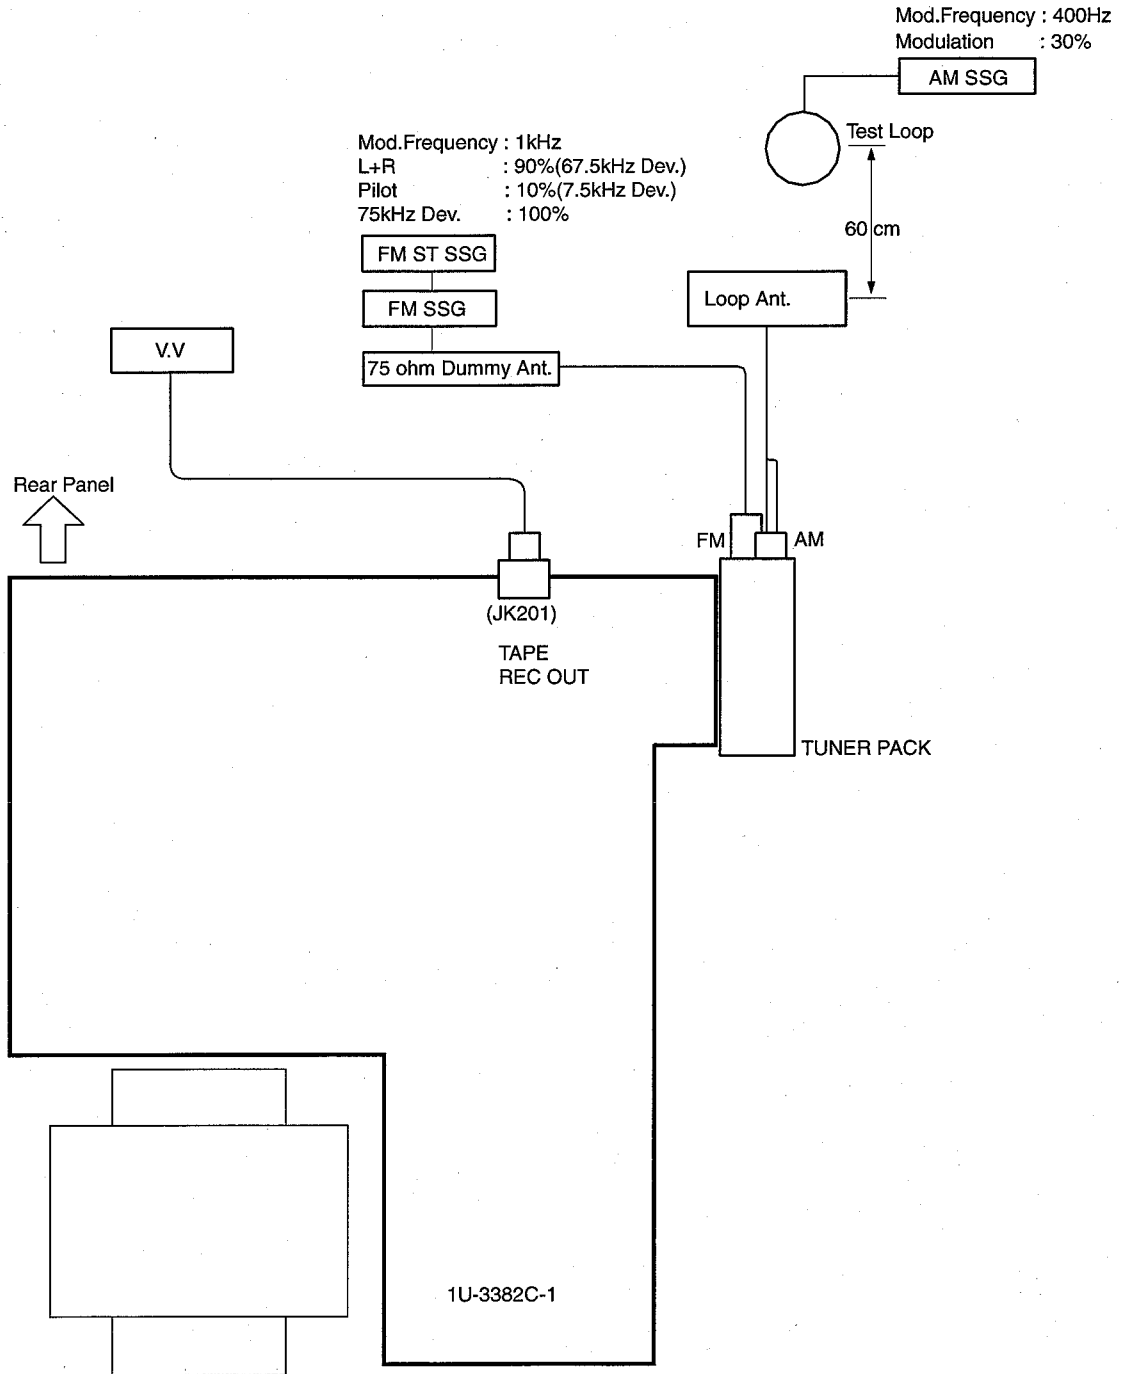 Mod.Frequency : 400Hz
Modulation : 30%
AM SSG
Test Loop
Mod.Frequency : 1kHz
L+R : 90%(67.5kHz Dev.)
Pilot : 10%(7.5kHz Dev.)
75kHz Dev. : 100%
60 cm
FM ST SSG
Loop Ant.
FM SSG
V.V
75 ohm Dummy Ant.
Rear Panel
FM
AM
(JK201)
TAPE
REC OUT
TUNER PACK
1U-3382C-1